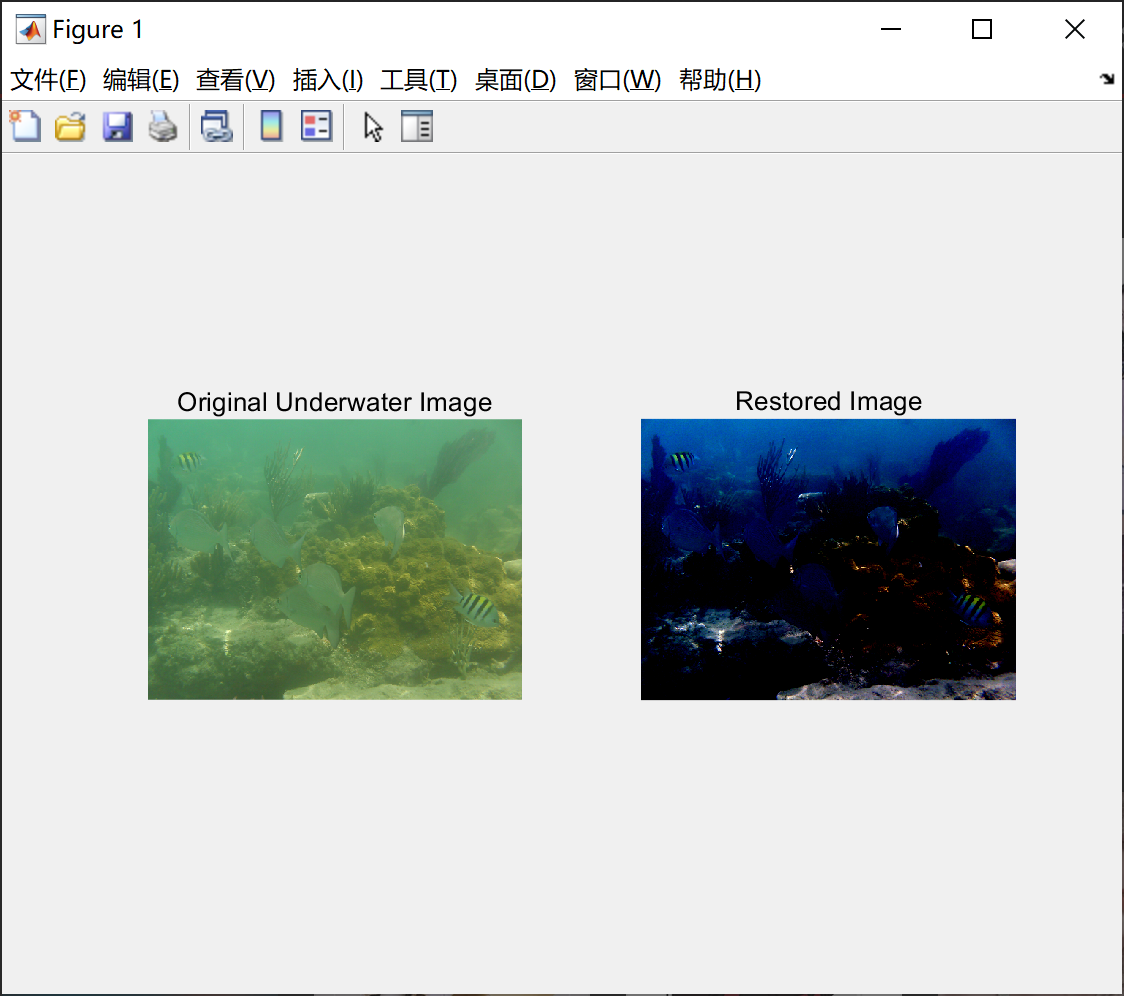 Figure 1
文件(F) 编辑(E) 查看(V) 插入(I) 工具(T) 桌面(D) 窗口(W) 帮助(H)
Original Underwater Image
Restored Image